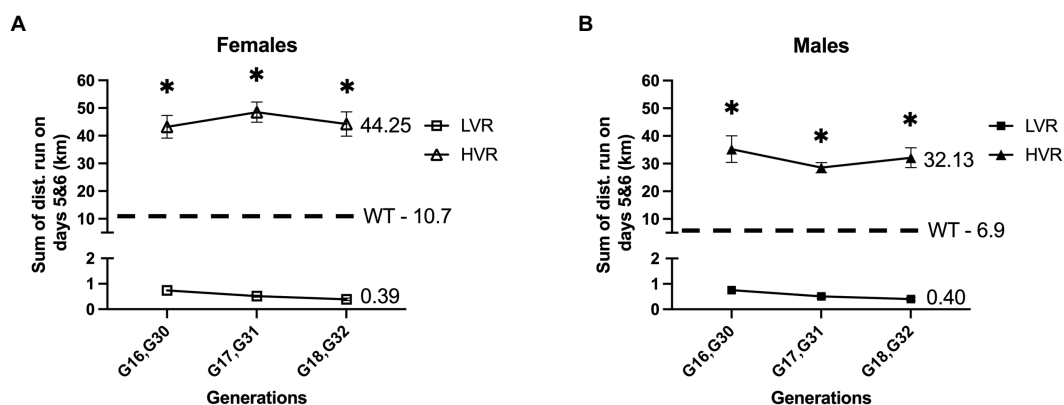 A
Females
Sum of dist. run on
days 5&6 (km)
60
50
40
30
20
10
2
1
0
* * *
44.25
WT - 10.7
0.39
LVR
HVR
G16,G30
G17,G31
G18,G32
Generations
B
Males
Sum of dist. run on
days 5&6 (km)
60
50
40
30
20
10
2
1
0
* * *
32.13
WT - 6.9
0.40
LVR
HVR
G16,G30
G17,G31
G18,G32
Generations